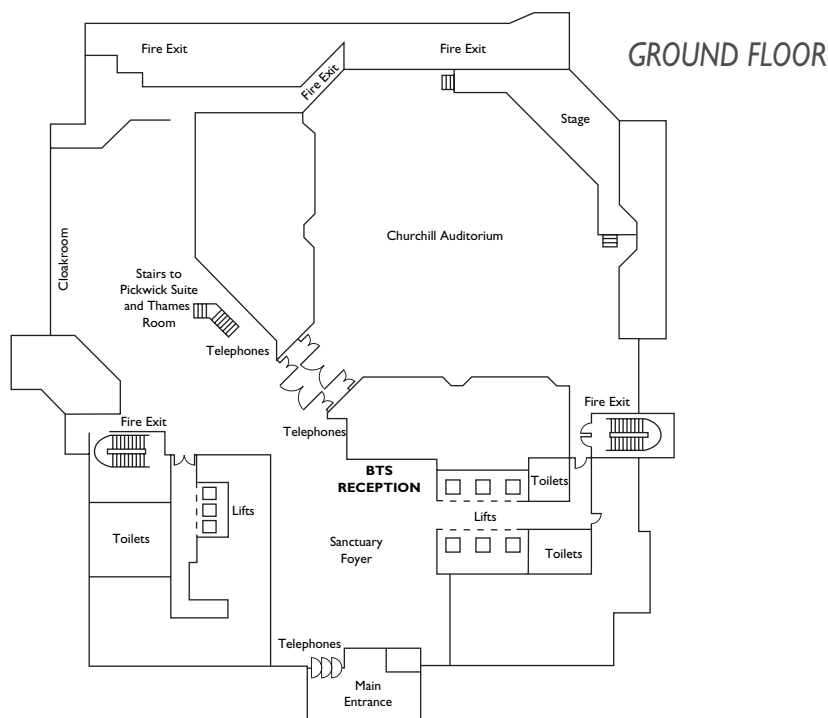 GROUND FLOOR
Fire Exit
Fire Exit
Fire Exit
Stage
Churchill Auditorium
Cloakroom
Stairs to
Pickwick Suite
and Thames
Room
Telephones
Fire Exit
Fire Exit
Telephones
BTS
RECEPTION
Toilets
Lifts
Lifts
Toilets
Sanctuary
Foyer
Toilets
Telephones
Main
Entrance